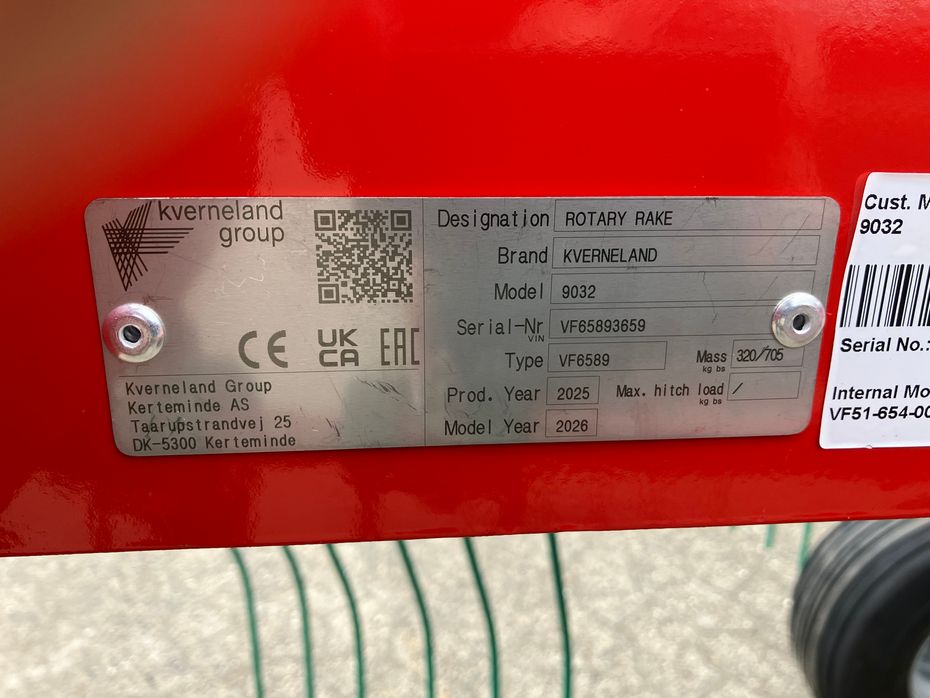 kverneland
group
CE
UK
CA
EAC
Kverneland Group
Kerteminde AS
Taarupstrandvej 25
DK-5300 Kerteminde
Designation ROTARY RAKE
Brand KVERNELAND
Model 9032
Serial-Nr VF65893659
VIN
Type VF6589 Mass 320/705
kg bs
Prod. Year 2025 Max. hitch load /
kg bs
Model Year 2026
Cust. M
9032
Serial No.:
Internal Mo
VF51-654-00